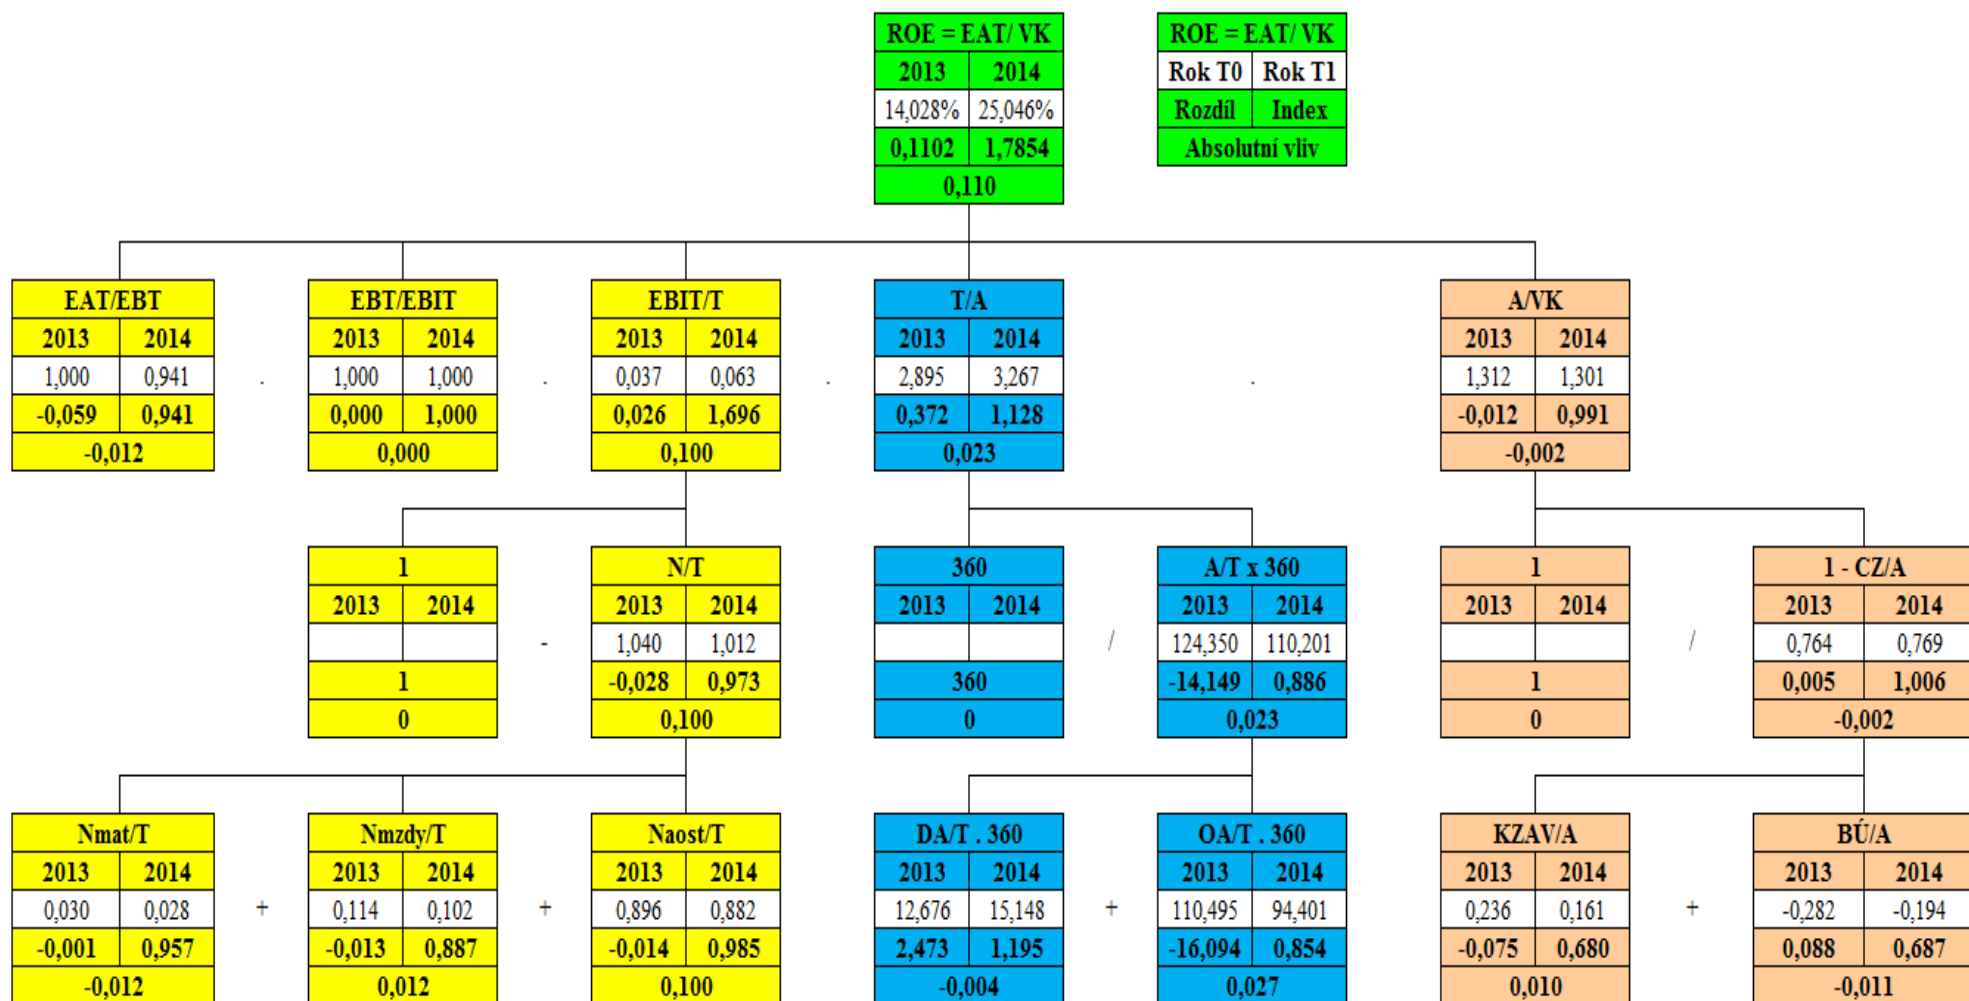 ROE = EAT/ VK ROE = EAT/ VK
2013 2014 Rok T0 Rok T1
14,028% 25,046% Rozdíl Index
0,1102 1,7854 Absolutní vliv
0,110
EAT/EBT EBT/EBIT EBIT/T T/A A/VK
2013 2014 2013 2014 2013 2014 2013 2014 2013 2014
1,000 0,941 . 1,000 1,000 . 0,037 0,063 . 2,895 3,267 . 1,312 1,301
-0,059 0,941 0,000 1,000 0,026 1,696 0,372 1,128 -0,012 0,991
-0,012 0,000 0,100 0,023 -0,002
1 N/T 360 A/T x 360 1 1 - CZ/A
2013 2014 2013 2014 2013 2014 2013 2014 2013 2014 2013 2014
- 1,040 1,012 / 124,350 110,201 / 0,764 0,769
1 -0,028 0,973 360 -14,149 0,886 1 0,005 1,006
0 0,100 0 0,023 0 -0,002
Nmat/T Nmzdy/T Naost/T DA/T . 360 OA/T . 360 KZAV/A BÚ/A
2013 2014 2013 2014 2013 2014 2013 2014 2013 2014 2013 2014 2013 2014
0,030 0,028 + 0,114 0,102 + 0,896 0,882 12,676 15,148 + 110,495 94,401 0,236 0,161 + -0,282 -0,194
-0,001 0,957 -0,013 0,887 -0,014 0,985 2,473 1,195 -16,094 0,854 -0,075 0,680 0,088 0,687
-0,012 0,012 0,100 -0,004 0,027 0,010 -0,011